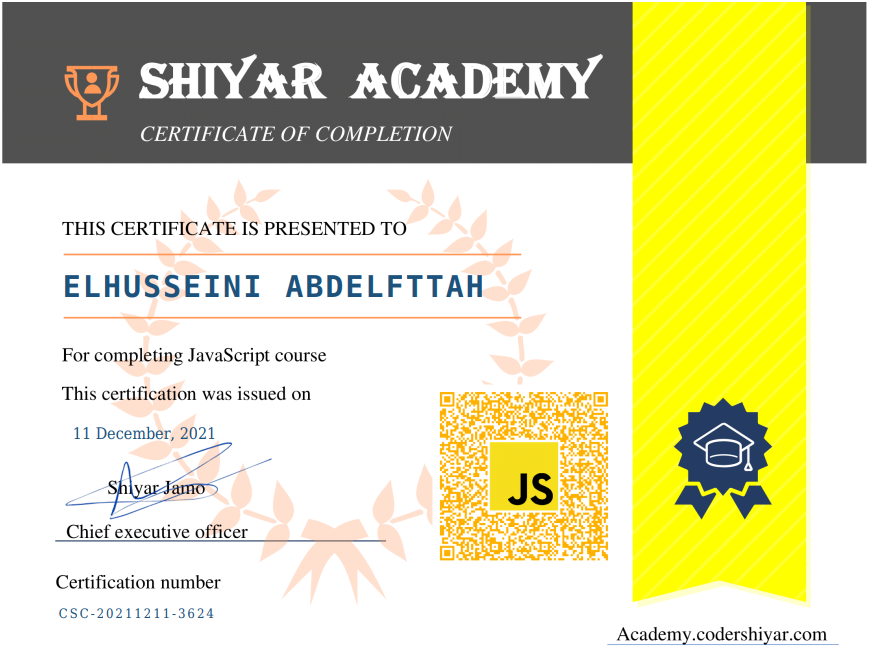 SHIYAR ACADEMY
CERTIFICATE OF COMPLETION
THIS CERTIFICATE IS PRESENTED TO
ELHUSSEINI ABDELFTTAH
For completing JavaScript course
This certification was issued on
11 December, 2021
Shiyar Jamo
Chief executive officer
JS
Certification number
CSC-20211211-3624
Academy.codershiyar.com